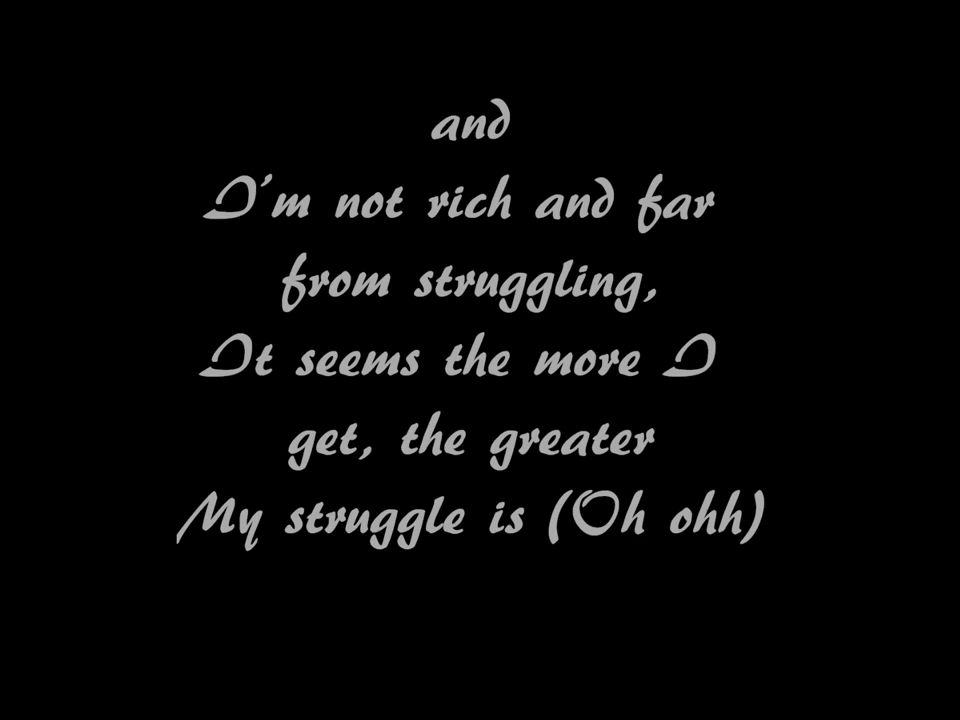 and
I'm not rich and far
from struggling,
It seems the more I
get, the greater
My struggle is (Oh ohh)